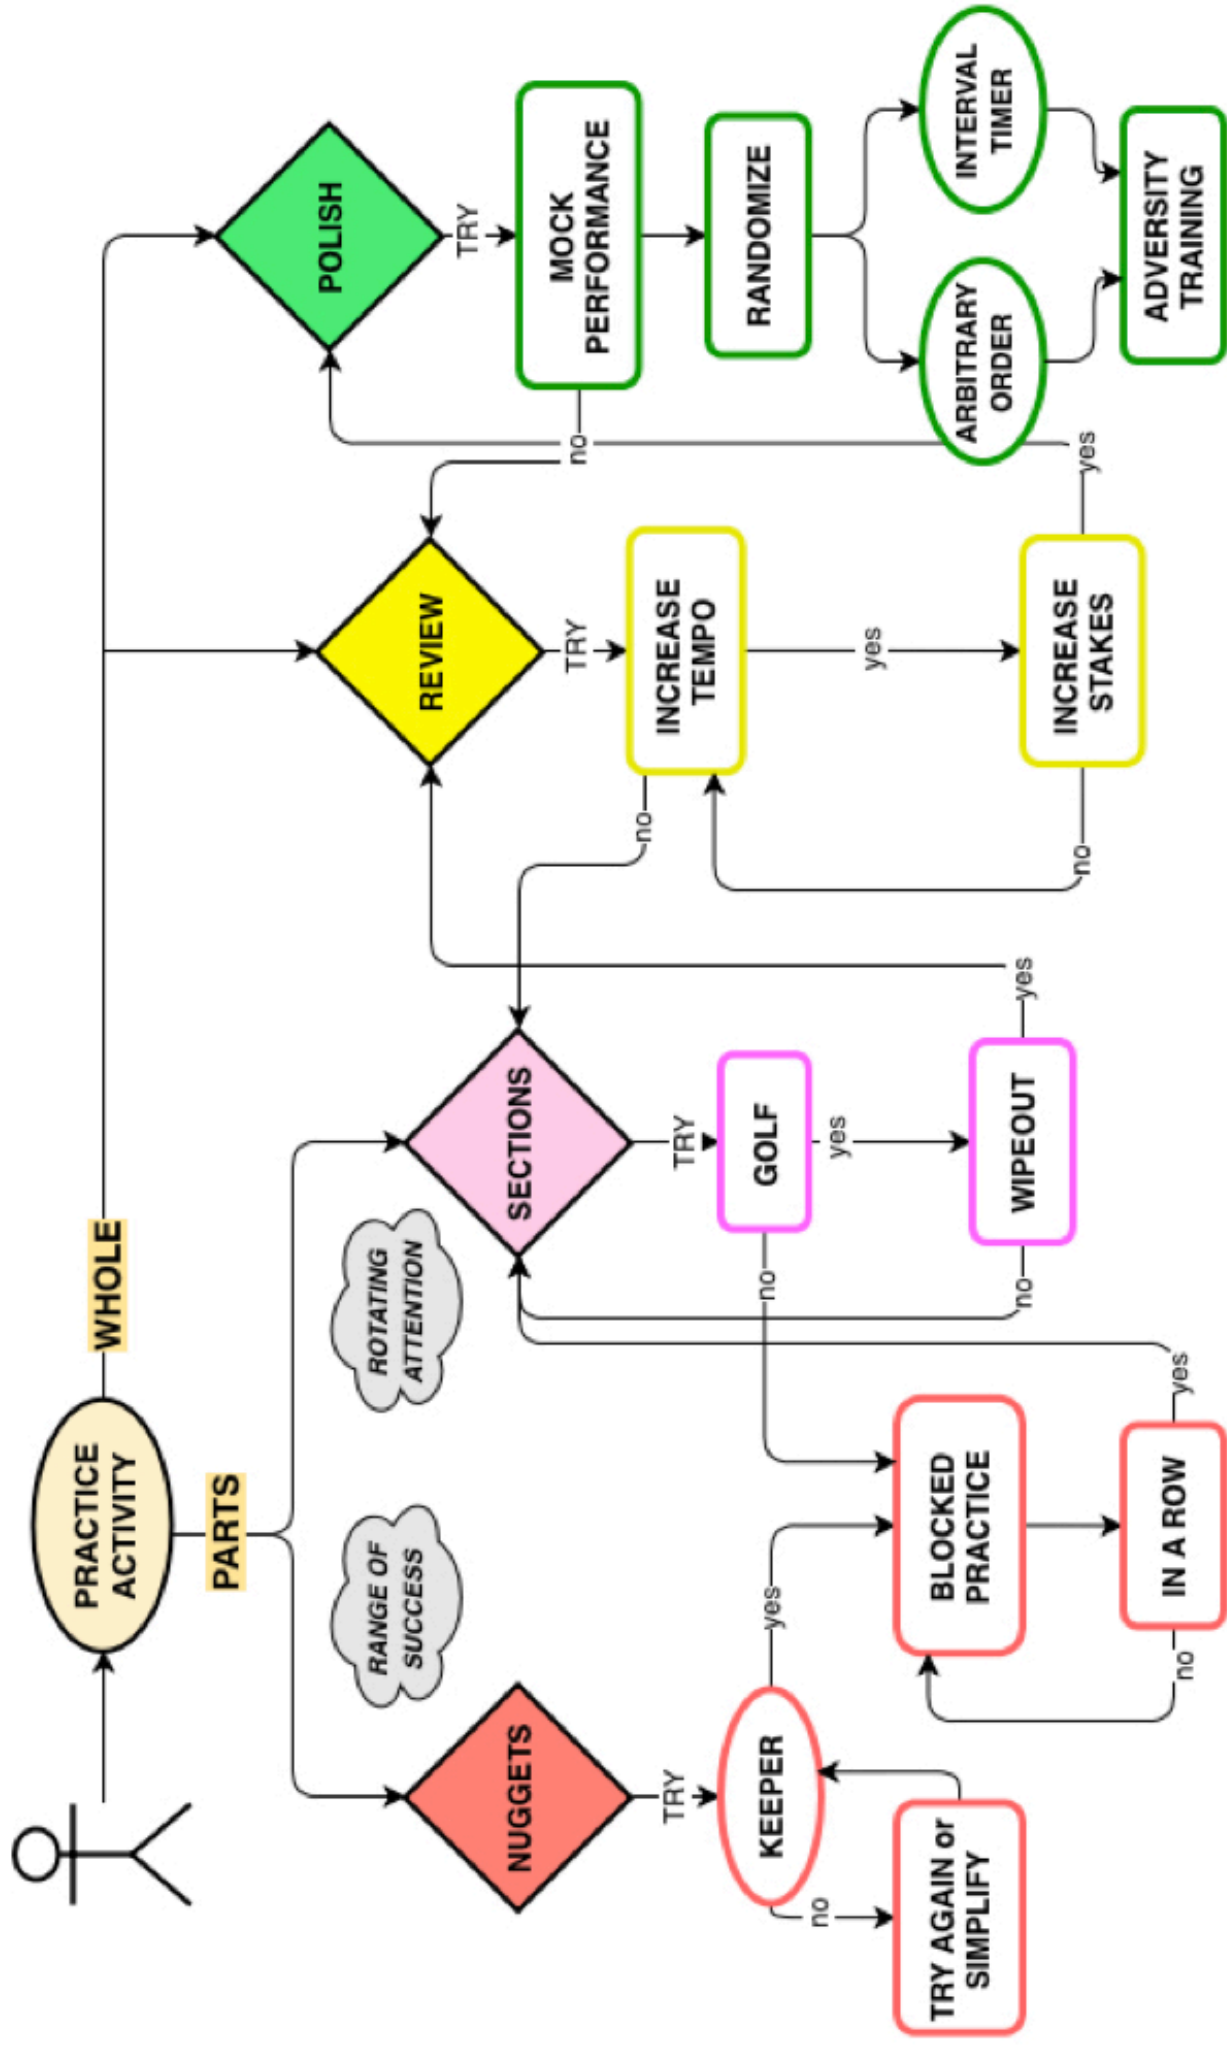 PRACTICE
ACTIVITY
WHOLE
PARTS
RANGE OF
SUCCESS
ROTATING
ATTENTION
NUGGETS
TRY
KEEPER
no
yes
TRY AGAIN or
SIMPLIFY
BLOCKED
PRACTICE
IN A ROW
no
yes
SECTIONS
TRY
GOLF
no
yes
WIPEOUT
no
yes
REVIEW
TRY
INCREASE
TEMPO
no
yes
INCREASE
STAKES
no
yes
POLISH
TRY
MOCK
PERFORMANCE
no
RANDOMIZE
ARBITRARY
ORDER
INTERVAL
TIMER
ADVERSITY
TRAINING